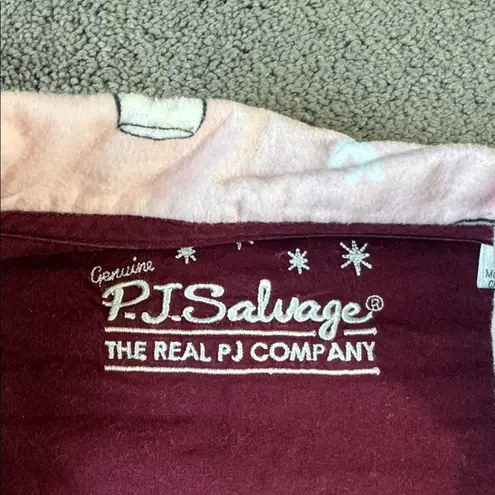 Genuine
P.J.Salvage®
THE REAL PJ COMPANY